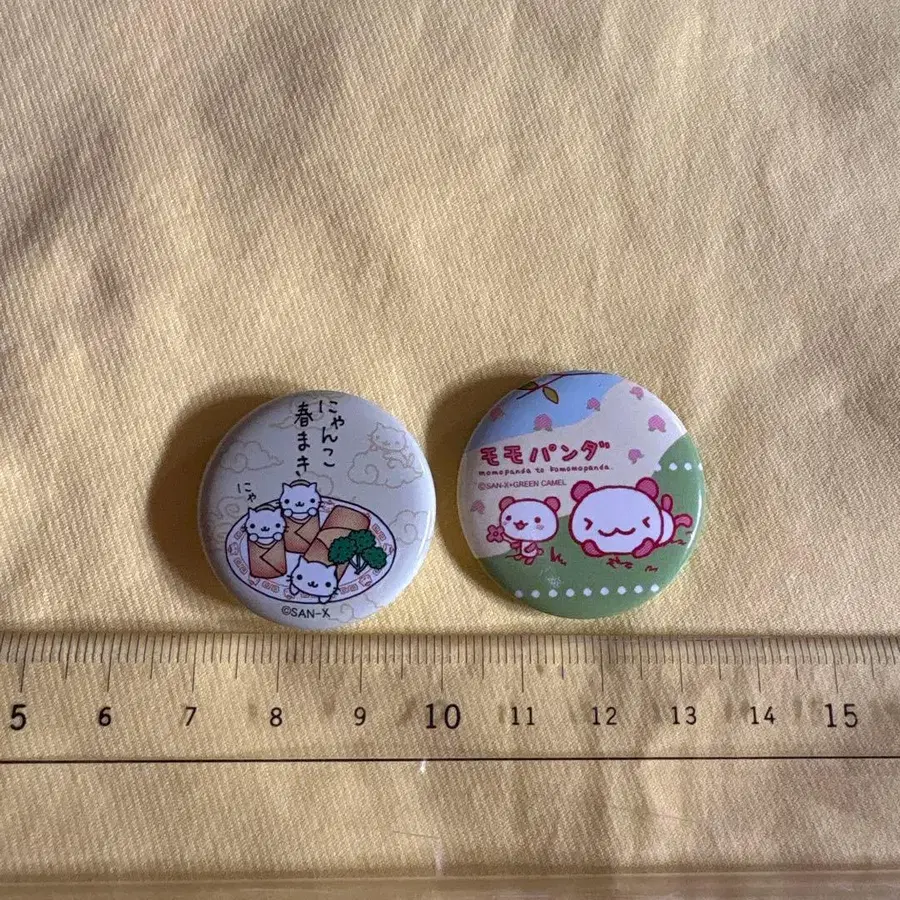 にゃんこ
春まき
にゃ
©SAN-X
モモパンダ
momopanda to komomopanda
©SAN-X•GREEN CAMEL
5 6 7 8 9 10 11 12 13 14 15